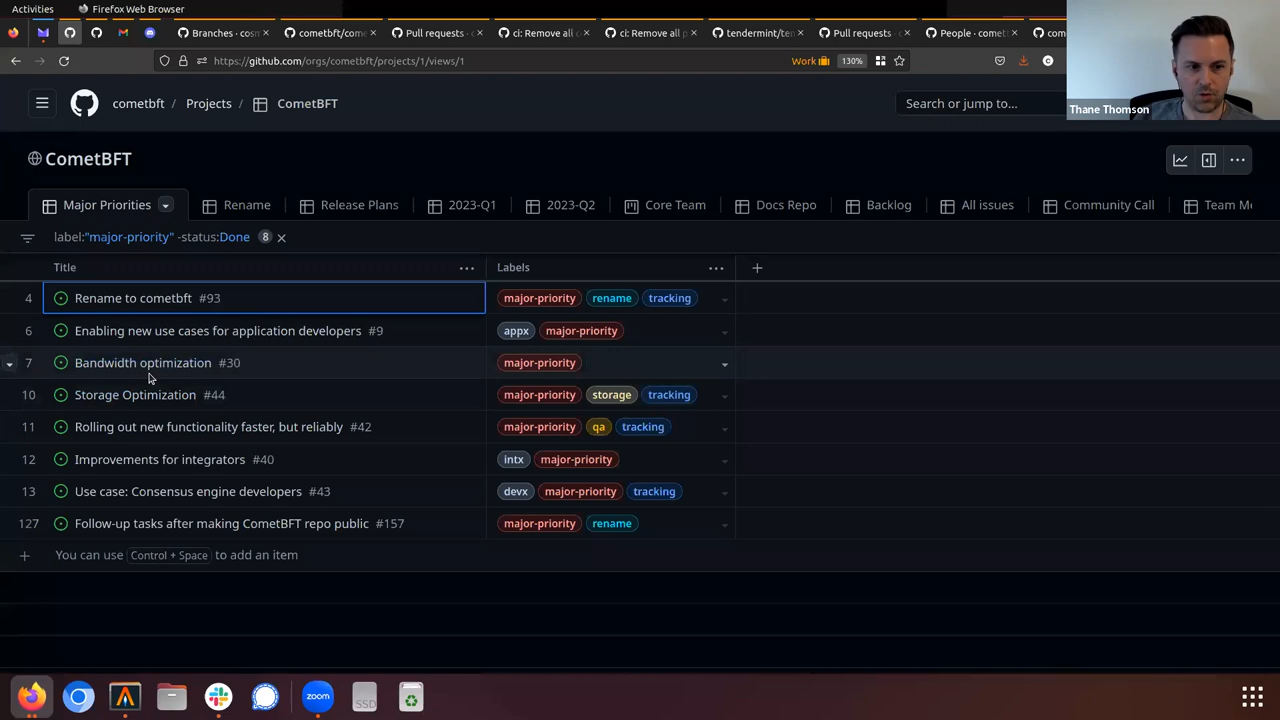 Activities Firefox Web Browser
Branches · cosm Pull requests · c ci: Remove all c ci: Remove all p tendermint/ten Pull requests · c People · comet com
cometbft/come
https://github.com/orgs/cometbft/projects/1/views/1 Work 130%
Thane Thomson
cometbft / Projects / CometBFT Search or jump to...
CometBFT
Major Priorities Rename Release Plans 2023-Q1 2023-Q2 Core Team Docs Repo Backlog All issues Community Call Team Me
label:"major-priority" -status:Done 8
Title Labels
4 Rename to cometbft #93 major-priority rename tracking
6 Enabling new use cases for application developers #9 appx major-priority
7 Bandwidth optimization #30 major-priority
10 Storage Optimization #44 major-priority storage tracking
11 Rolling out new functionality faster, but reliably #42 major-priority qa tracking
12 Improvements for integrators #40 intx major-priority
13 Use case: Consensus engine developers #43 devx major-priority tracking
127 Follow-up tasks after making CometBFT repo public #157 major-priority rename
You can use Control + Space to add an item
zoom
SSD